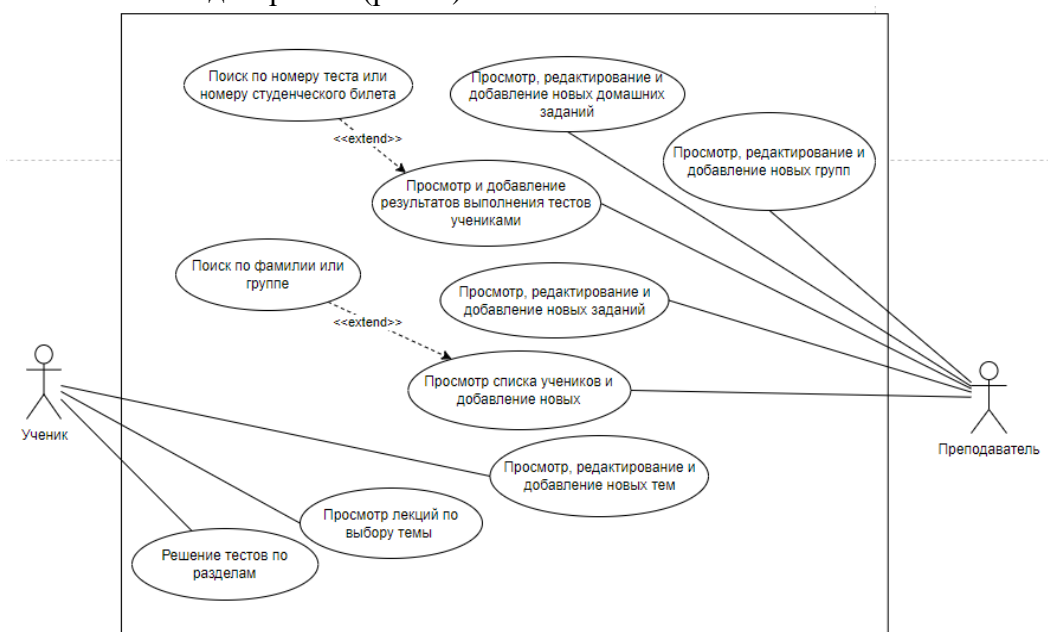 Поиск по номеру теста или
номеру студенческого билета
Просмотр, редактирование и
добавление новых домашних
заданий
<<extend>>
Просмотр, редактирование и
добавление новых групп
Просмотр и добавление
результатов выполнения тестов
учениками
Поиск по фамилии или
группе
Просмотр, редактирование и
добавление новых заданий
<<extend>>
Просмотр списка учеников и
добавление новых
Ученик
Преподаватель
Просмотр, редактирование и
добавление новых тем
Просмотр лекций по
выбору темы
Решение тестов по
разделам